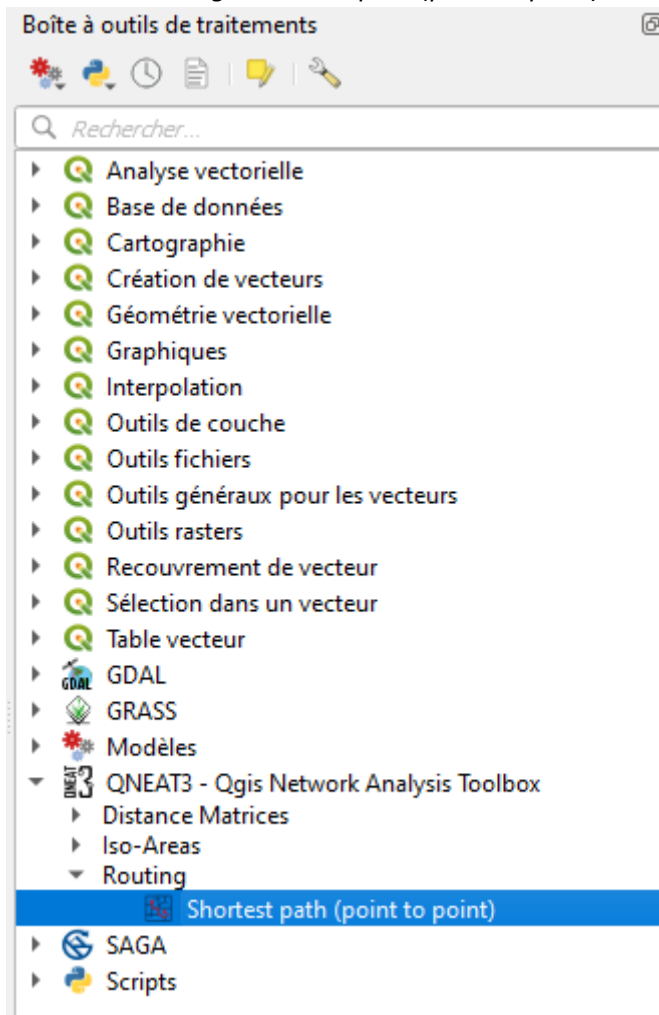 Boîte à outils de traitements
Rechercher...
Analyse vectorielle
Base de données
Cartographie
Création de vecteurs
Géométrie vectorielle
Graphiques
Interpolation
Outils de couche
Outils fichiers
Outils généraux pour les vecteurs
Outils rasters
Recouvrement de vecteur
Sélection dans un vecteur
Table vecteur
GDAL GDAL
GRASS
Modèles
QNEAT 3 QNEAT3 - Qgis Network Analysis Toolbox
Distance Matrices
Iso-Areas
Routing
Shortest path (point to point)
SAGA
Scripts